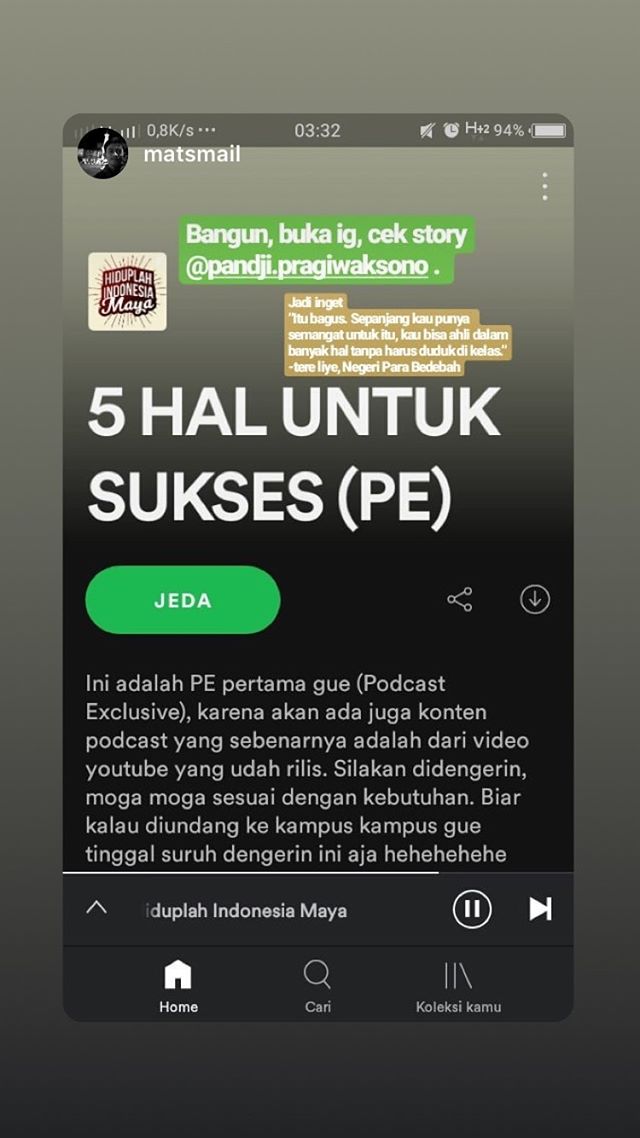 0,8K/s ...
03:32
H+2 94%
matsmail
Bangun, buka ig, cek story
@pandji.pragiwaksono .
HIDUPLAH
INDONESIA
Maya
Jadi inget
"Itu bagus. Sepanjang kau punya
semangat untuk itu, kau bisa ahli dalam
banyak hal tanpa harus duduk di kelas."
-tere liye, Negeri Para Bedebah
5 HAL UNTUK
SUKSES (PE)
JEDA
Ini adalah PE pertama gue (Podcast
Exclusive), karena akan ada juga konten
podcast yang sebenarnya adalah dari video
youtube yang udah rilis. Silakan didengerin,
moga moga sesuai dengan kebutuhan. Biar
kalau diundang ke kampus kampus gue
tinggal suruh dengerin ini aja hehehehehe
iduplah Indonesia Maya
Home
Cari
Koleksi kamu